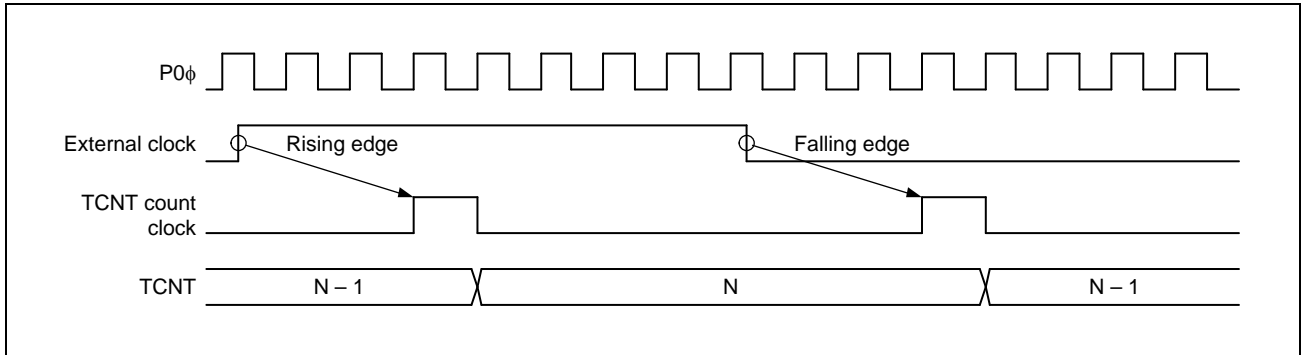 P0ϕ
External clock
Rising edge
Falling edge
TCNT count
clock
TCNT
N – 1
N
N – 1